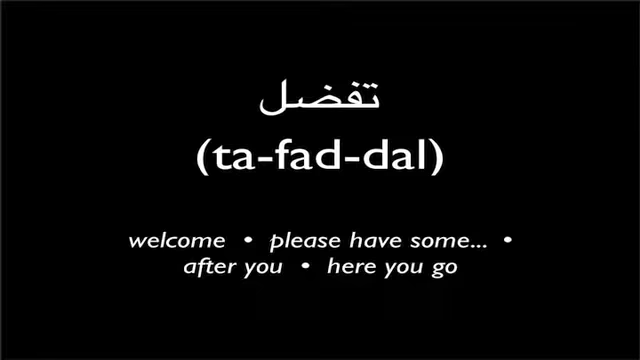 تفضل
(ta-fad-dal)
welcome • please have some... •
after you • here you go